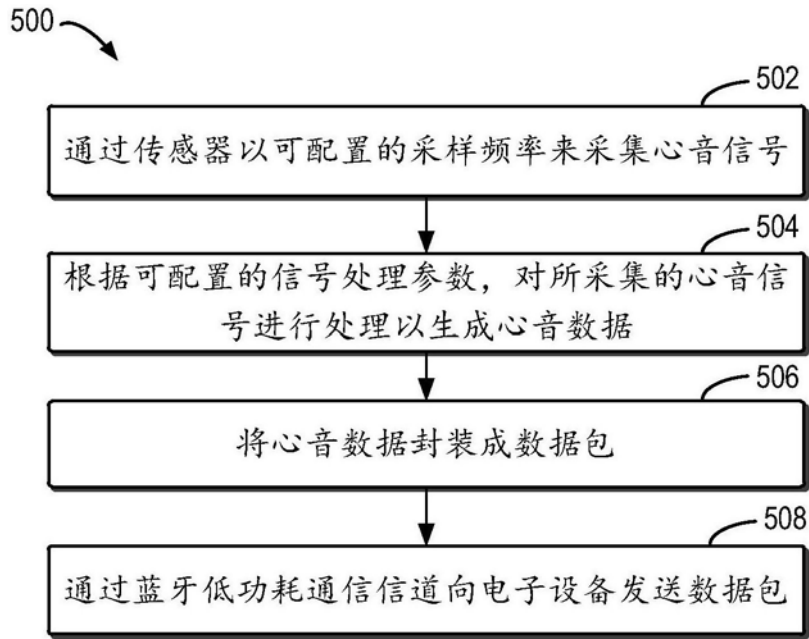 500
502
通过传感器以可配置的采样频率来采集心音信号
504
根据可配置的信号处理参数，对所采集的心音信
号进行处理以生成心音数据
506
将心音数据封装成数据包
508
通过蓝牙低功耗通信信道向电子设备发送数据包